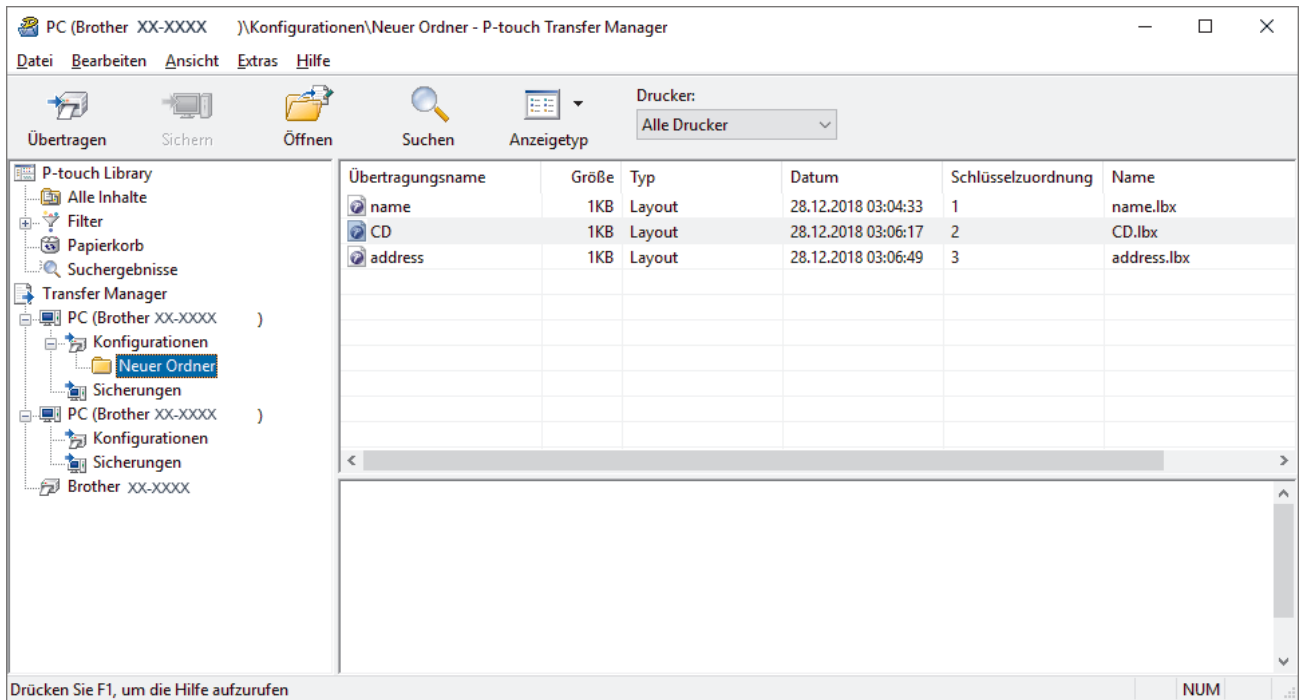 PC (Brother XX-XXXX )\Konfigurationen\Neuer Ordner - P-touch Transfer Manager
Datei Bearbeiten Ansicht Extras Hilfe
Drucker:
Alle Drucker
Übertragen Sichern Öffnen Suchen Anzeigetyp
P-touch Library
Alle Inhalte
Filter
Papierkorb
Suchergebnisse
Transfer Manager
PC (Brother XX-XXXX )
Konfigurationen
Neuer Ordner
Sicherungen
PC (Brother XX-XXXX )
Konfigurationen
Sicherungen
Brother XX-XXXX
Übertragungsname Größe Typ Datum Schlüsselzuordnung Name
name 1KB Layout 28.12.2018 03:04:33 1 name.lbx
CD 1KB Layout 28.12.2018 03:06:17 2 CD.lbx
address 1KB Layout 28.12.2018 03:06:49 3 address.lbx
Drücken Sie F1, um die Hilfe aufzurufen NUM